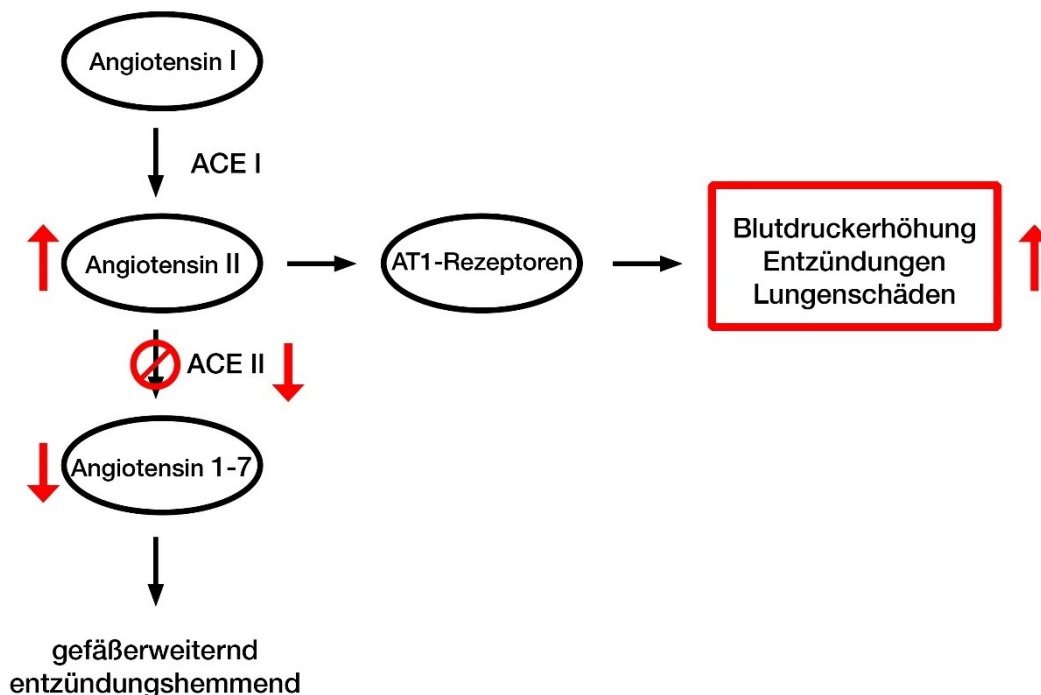 Angiotensin I
ACE I
Angiotensin II
AT1-Rezeptoren
Blutdruckerhöhung
Entzündungen
Lungenschäden
ACE II
Angiotensin 1-7
gefäßerweiternd
entzündungshemmend